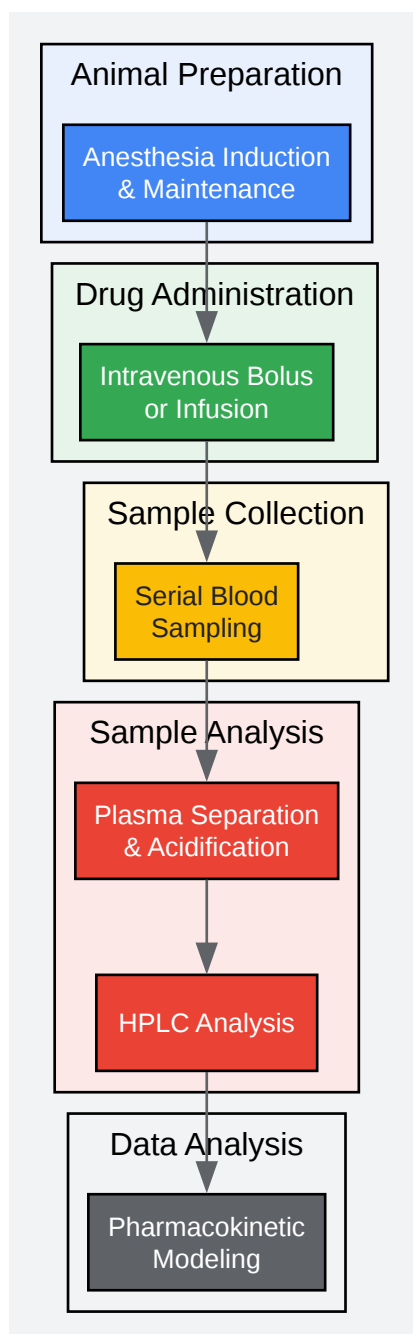 Animal Preparation
Anesthesia Induction
& Maintenance
Drug Administration
Intravenous Bolus
or Infusion
Sample Collection
Serial Blood
Sampling
Sample Analysis
Plasma Separation
& Acidification
HPLC Analysis
Data Analysis
Pharmacokinetic
Modeling